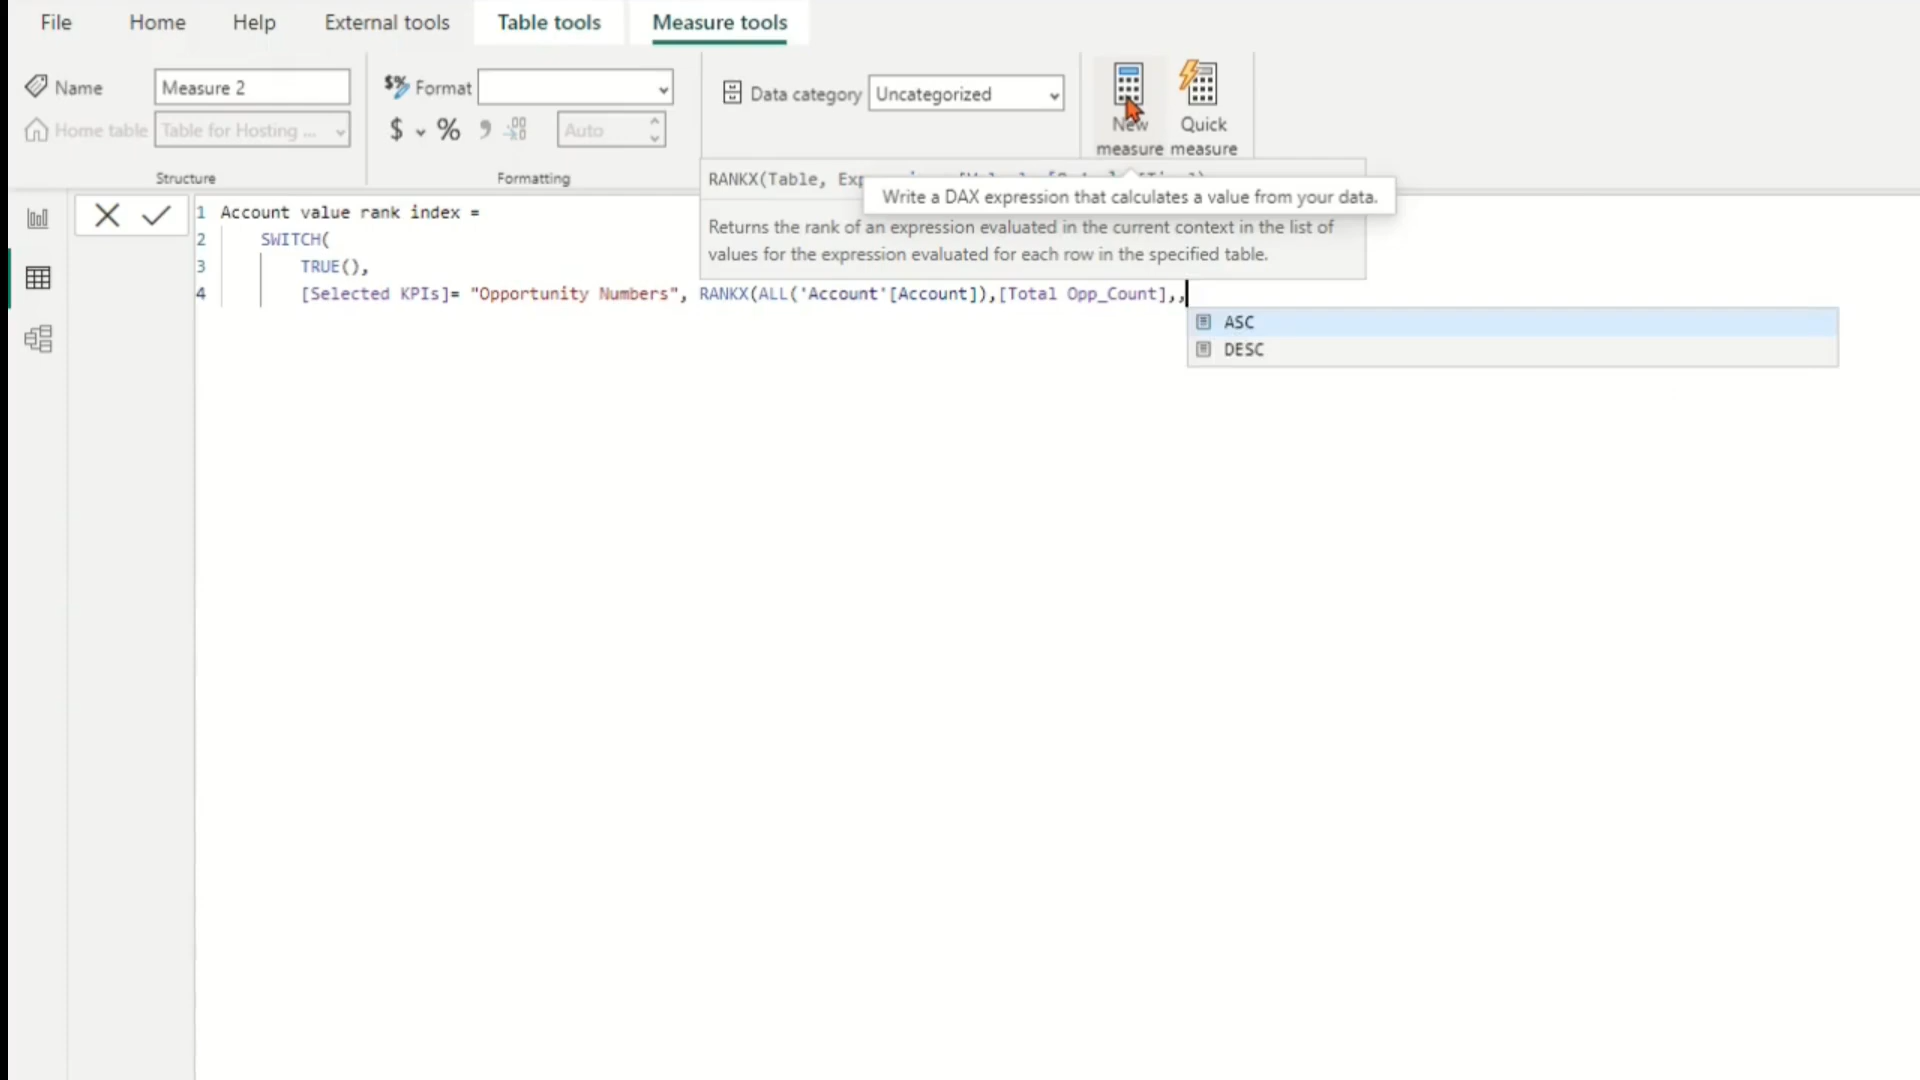 File Home Help External tools Table tools Measure tools
Name Measure 2 $% Format Data category Uncategorized New measure Quick measure
Home table Table for Hosting ... $ % 9 .00 Auto
Structure Formatting
RANKX(Table,
Write a DAX expression that calculates a value from your data.
Returns the rank of an expression evaluated in the current context in the list of
values for the expression evaluated for each row in the specified table.
1 Account value rank index =
2 SWITCH(
3 TRUE(),
4 [Selected KPIs]= "Opportunity Numbers", RANKX(ALL('Account'[Account]),[Total Opp_Count],,
ASC
DESC